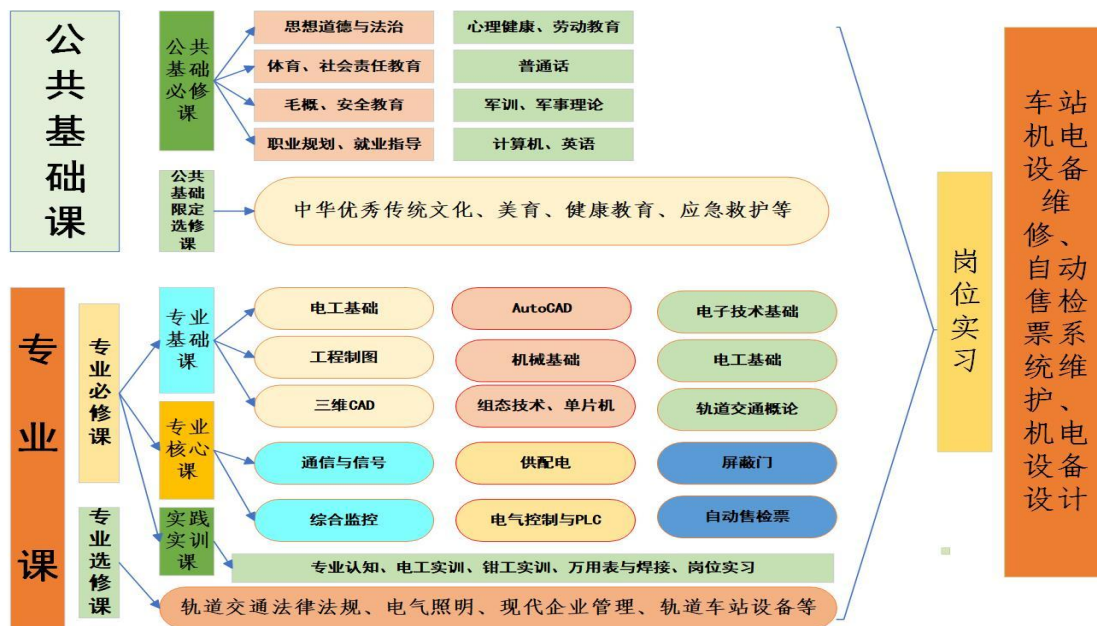 公共基础课
公共
基础
必修
课
思想道德与法治
心理健康、劳动教育
体育、社会责任教育
普通话
毛概、安全教育
军训、军事理论
职业规划、就业指导
计算机、英语
公共
基础
限定
选修
课
中华优秀传统文化、美育、健康教育、应急救护等
专业课
专业必修课
专业
基础
课
电工基础
AutoCAD
电子技术基础
工程制图
机械基础
电工基础
三维CAD
组态技术、单片机
轨道交通概论
专业
核心
课
通信与信号
供配电
屏蔽门
综合监控
电气控制与PLC
自动售检票
实践
实训
课
专业认知、电工实训、钳工实训、万用表与焊接、岗位实习
专业选修课
轨道交通法律法规、电气照明、现代企业管理、轨道车站设备等
岗位实习
车站
机电
设备
维
修、
自动
售检
票系
统维
护、
机电
设备
设计